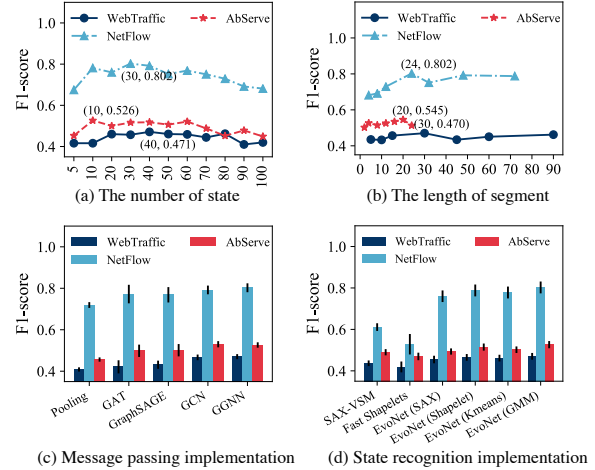 WebTraffic AbServe
NetFlow
F1-score
1.0
0.8
0.6
0.4
(10, 0.526)
(30, 0.802)
(40, 0.471)
5 10 20 30 40 50 60 70 80 90 100
(a) The number of state
WebTraffic AbServe
NetFlow
F1-score
1.0
0.8
0.6
0.4
(24, 0.802)
(20, 0.545)
(30, 0.470)
0 10 20 30 40 50 60 70 80 90
(b) The length of segment
WebTraffic AbServe
NetFlow
F1-score
1.0
0.8
0.6
0.4
Pooling
GAT
GraphSAGE
GCN
GGNN
(c) Message passing implementation
WebTraffic AbServe
NetFlow
F1-score
1.0
0.8
0.6
0.4
SAX-VSM
Fast Shapelets
EvoNet (SAX)
EvoNet (Shapelet)
EvoNet (Kmeans)
EvoNet (GMM)
(d) State recognition implementation